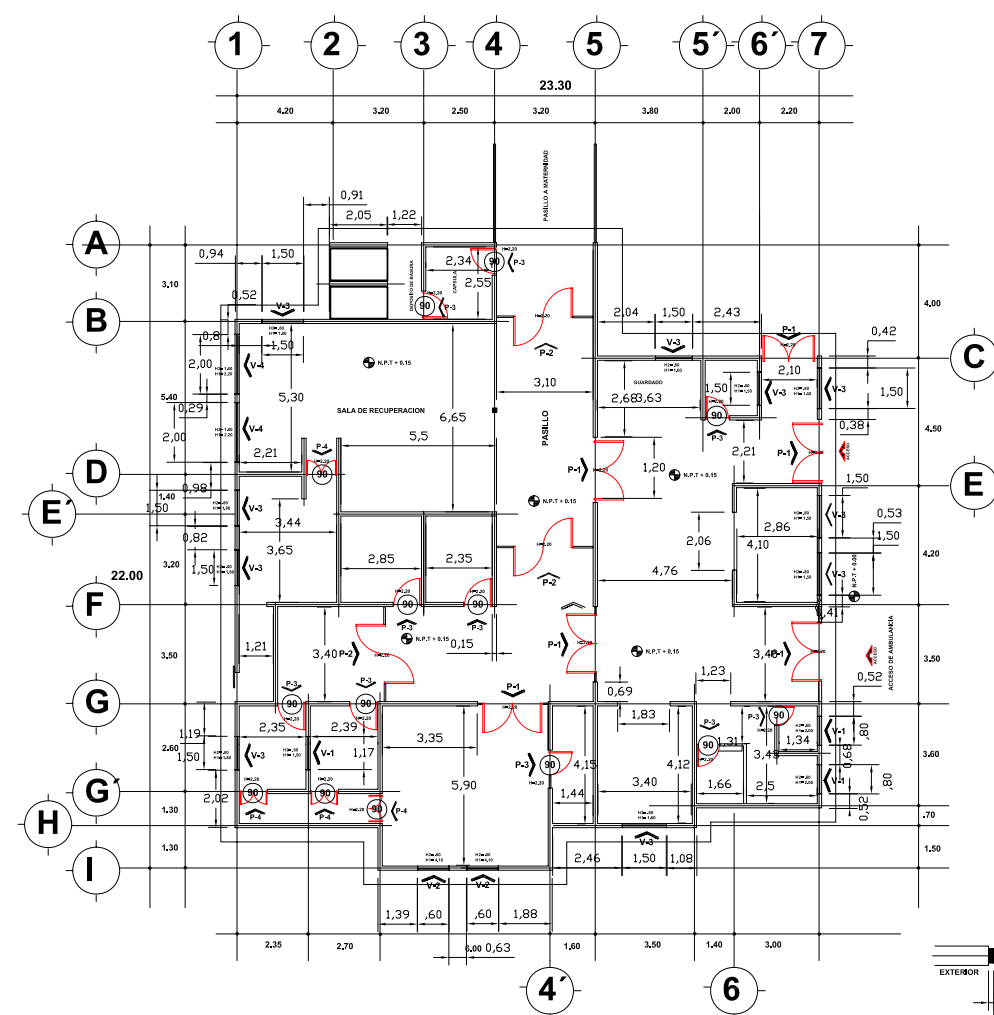 1 2 3 4 5 5´ 6´ 7
23.30
4.20 3.20 2.50 3.20 3.80 2.00 2.20
PASILLO A MATERNIDAD
0,91
2,05 1,22
A
0,94 1,50
2,34
2,55
DEPOSITO DE BASURA
CAPSULA
90
P-3
3.10
0,52
V-3
90
P-3
B
0,8
1,50
P-2
2,04 1,50 2,43
V-3
P-1
4,00
0,42
C
2,00
V-4
N.P.T + 0.15
5.40
0,29
5,30
6,65
3,10
GUARDADO
2,68 3,63
1,50
V-3
2,10
V-3
1,50
SALA DE RECUPERACION
PASILLO
90
P-3
0,38
2,00
V-4
2,21
5,5
P-4
90
P-1
1,20
2,21
P-1
ACCESO
4,50
D
N.P.T + 0.15
0,98
1.40
1,50
1,50
E
E´
N.P.T + 0.15
V-3
3,44
3,65
2,86
4,10
V-3
0,53
0,82
3,20
1,50
V-3
2,85 2,35
2,06
1,50
4,20
22.00
P-2
4,76
V-3
N.P.T + 0.00
F
90 90
P-3 P-3
N.P.T + 0.15
0,15
P-1
1,21
3,40
P-2
N.P.T + 0.15
P-1
ACCESO
ACCESO DE AMBULANCIA
3.50
3.50
1,23
0,52
0,69
G
P-3 P-3
90 90
P-1
1,19
2,35 2,39
3,35
1,83
P-3
P-3
90
1,31
1,34
V-1
,80
2.60
1,50
V-3 V-1
1,17
90
P-3
4,15
4,12
90
0,68
3.60
G´
5,90
2,02
90 90
P-4 P-4
90
P-4
1,44
3,40
1,66
2,5
V-1
,80
0,52
1.30
H
.70
V-3
1.30
2,46 1,50 1,08
1.50
I
V-2 V-2
1,39 ,60 ,60 1,88
2.35 2.70 6.00 0,63 1.60 3.50 1.40 3.00
EXTERIOR
4´ 6